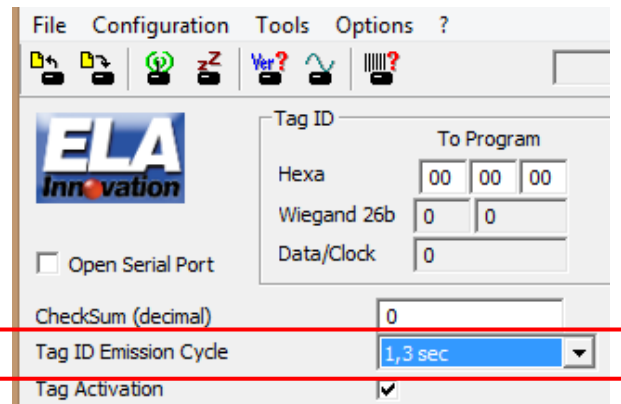 File Configuration Tools Options ?
Ver?
ELA
Innovation
Tag ID
To Program
Hexa 00 00 00
Wiegand 26b 0 0
Data/Clock 0
Open Serial Port
CheckSum (decimal) 0
Tag ID Emission Cycle 1,3 sec
Tag Activation